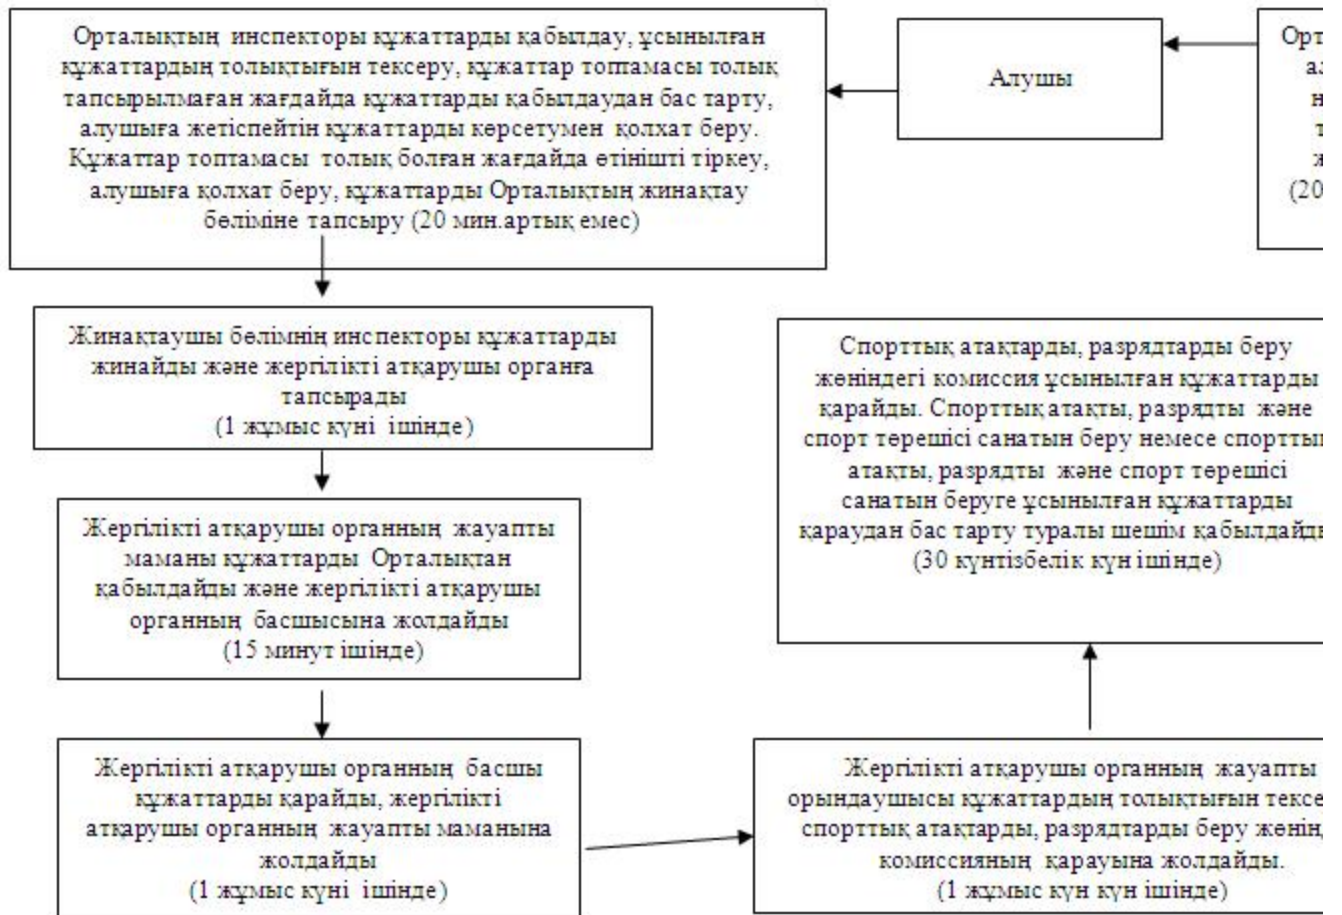 Орталықтың инспекторы құжаттарды қабылдау, ұсынылған
құжаттардың толықтығын тексеру, құжаттар топтамасы толық
тапсырылмаған жағдайда құжаттарды қабылдаудан бас тарту,
алушыға жетіспейтін құжаттарды көрсетумен қолхат беру.
Құжаттар топтамасы толық болған жағдайда өтінішті тіркеу,
алушыға қолхат беру, құжаттарды Орталықтың жинақтау
бөліміне тапсыру (20 мин.артық емес)
Алушы
(20
Жинақтаушы бөлімнің инспекторы құжаттарды
жинайды және жергілікті атқарушы органға
тапсырады
(1 жұмыс күні ішінде)
Жергілікті атқарушы органның жауапты
маманы құжаттарды Орталықтан
қабылдайды және жергілікті атқарушы
органның басшысына жолдайды
(15 минут ішінде)
Жергілікті атқарушы органның басшы
құжаттарды қарайды, жергілікті
атқарушы органның жауапты маманына
жолдайды
(1 жұмыс күні ішінде)
Жергілікті атқарушы органның жауапты
орындаушысы құжаттардың толықтығын
спорттық атақтарды, разрядтарды беру
комиссияның қарауына жолдайды.
(1 жұмыс күн күн ішінде)
Спорттық атақтарды, разрядтарды беру
жөніндегі комиссия ұсынылған құжаттарды
қарайды. Спорттық атақты, разрядты және
спорт төрешісі санатын беру немесе
атақты, разрядты және спорт төрешісі
санатын беруге ұсынылған құжаттарды
қараудан бас тарту туралы шешім
(30 күнтізбелік күн ішінде)